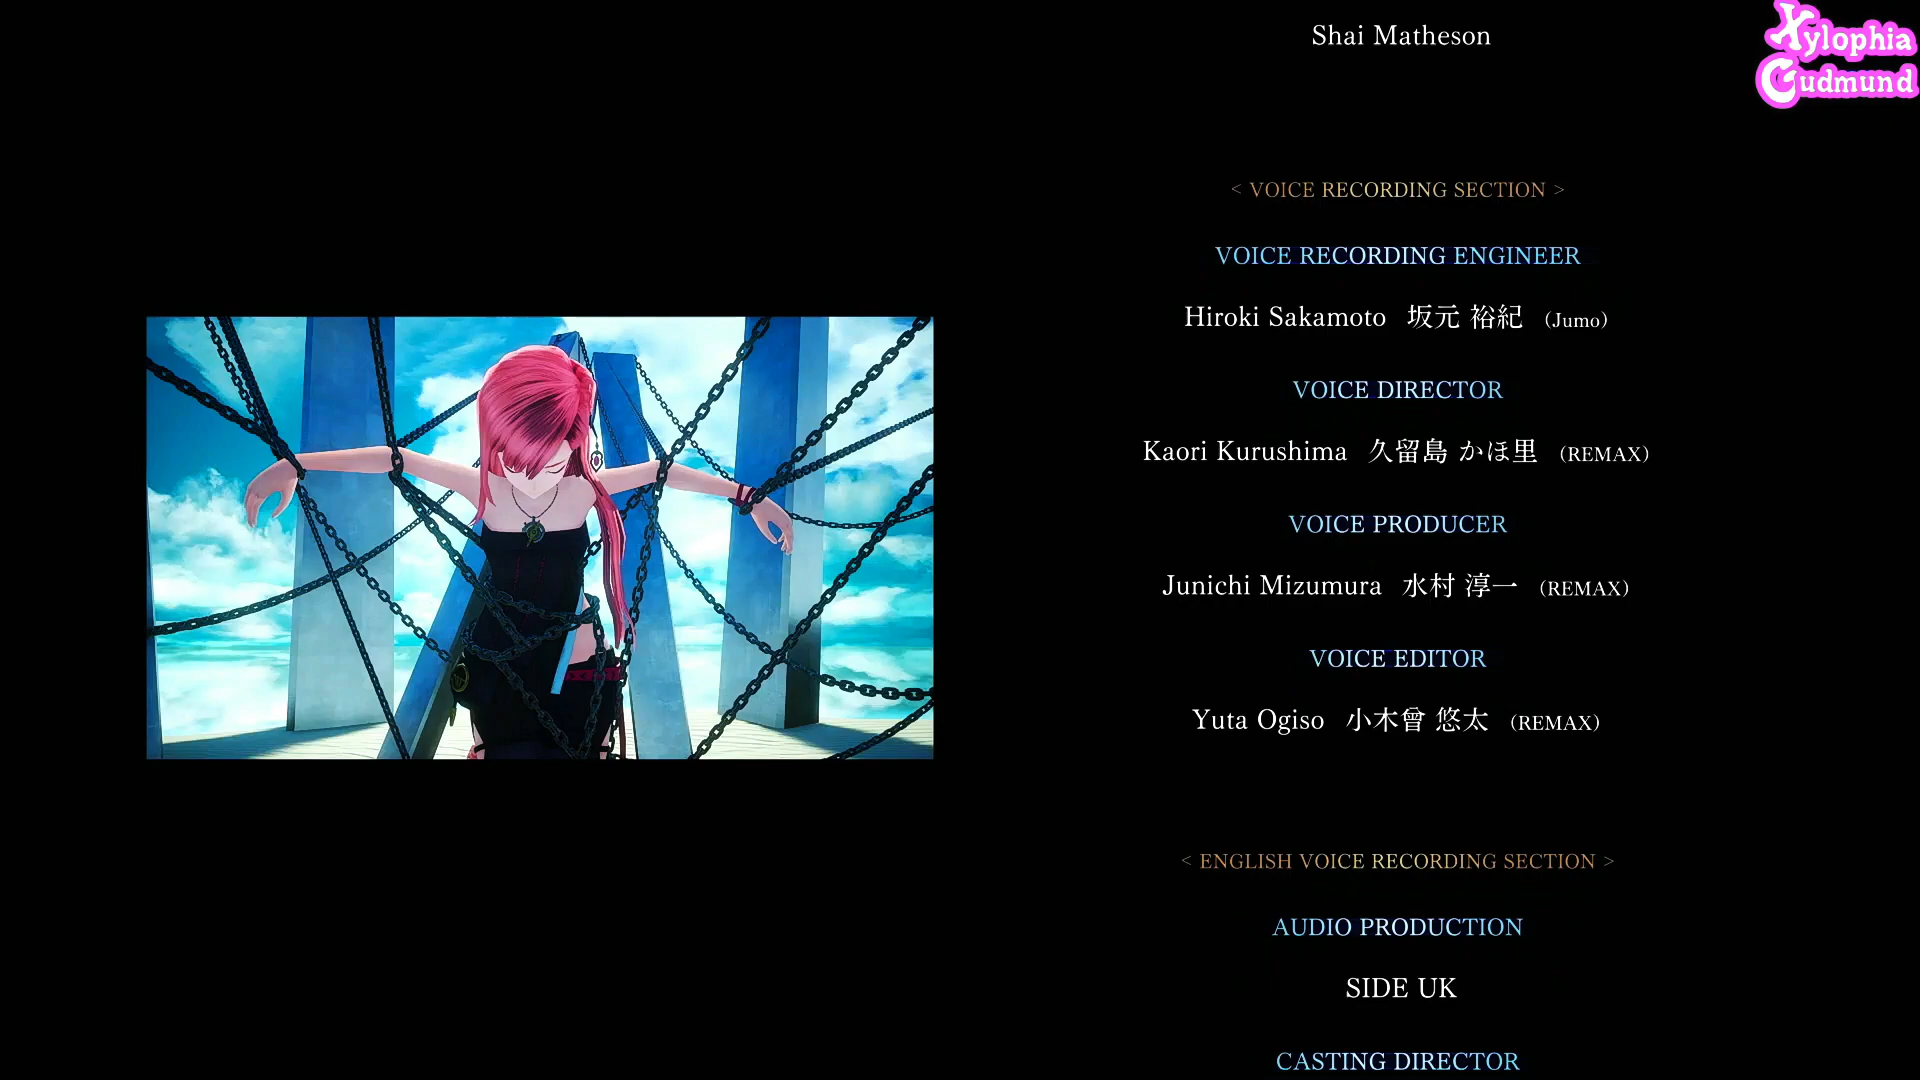 Shai Matheson
Xylophia
Gudmund
< VOICE RECORDING SECTION >
VOICE RECORDING ENGINEER
Hiroki Sakamoto 坂元 裕紀 (Jumo)
VOICE DIRECTOR
Kaori Kurushima 久留島 かほ里 (REMAX)
VOICE PRODUCER
Junichi Mizumura 水村 淳一 (REMAX)
VOICE EDITOR
Yuta Ogiso 小木曾 悠太 (REMAX)
< ENGLISH VOICE RECORDING SECTION >
AUDIO PRODUCTION
SIDE UK
CASTING DIRECTOR